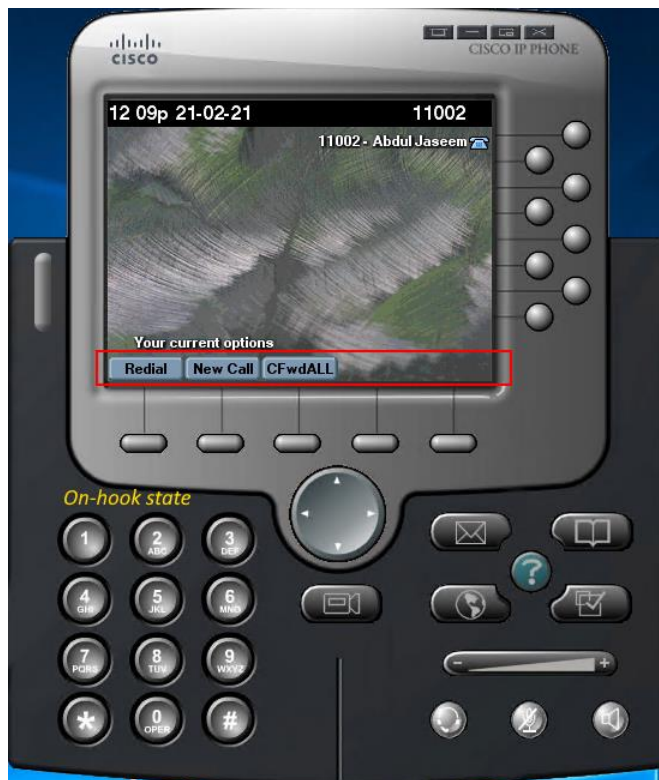 CISCO
CISCO IP PHONE
12 09p 21-02-21 11002
11002 - Abdul Jaseem
Your current options
Redial New Call CFwdALL
On-hook state
1
2 ABC
3 DEF
4 GHI
5 JKL
6 MNO
7 PQRS
8 TUV
9 WXYZ
*
0 OPER
#
?
- +